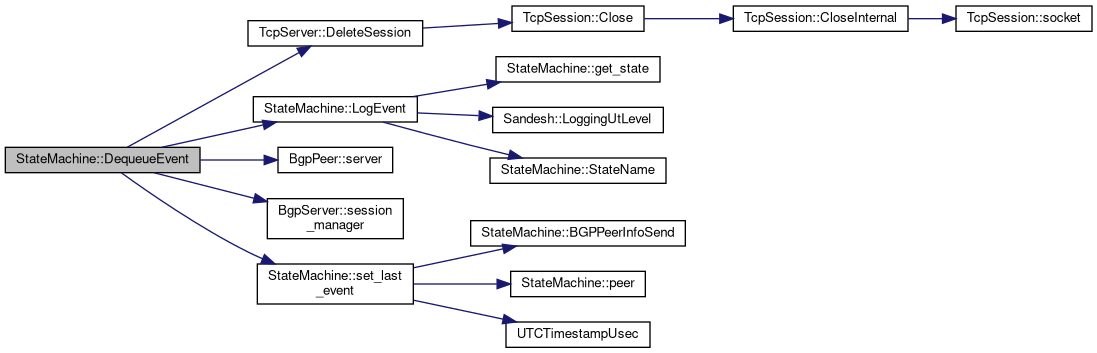 TcpSession::Close
TcpSession::CloseInternal
TcpSession::socket
TcpServer::DeleteSession
StateMachine::get_state
StateMachine::LogEvent
Sandesh::LoggingUtLevel
StateMachine::DequeueEvent
BgpPeer::server
StateMachine::StateName
BgpServer::session
_manager
StateMachine::BGPPeerInfoSend
StateMachine::set_last
_event
StateMachine::peer
UTCTimestampUsec